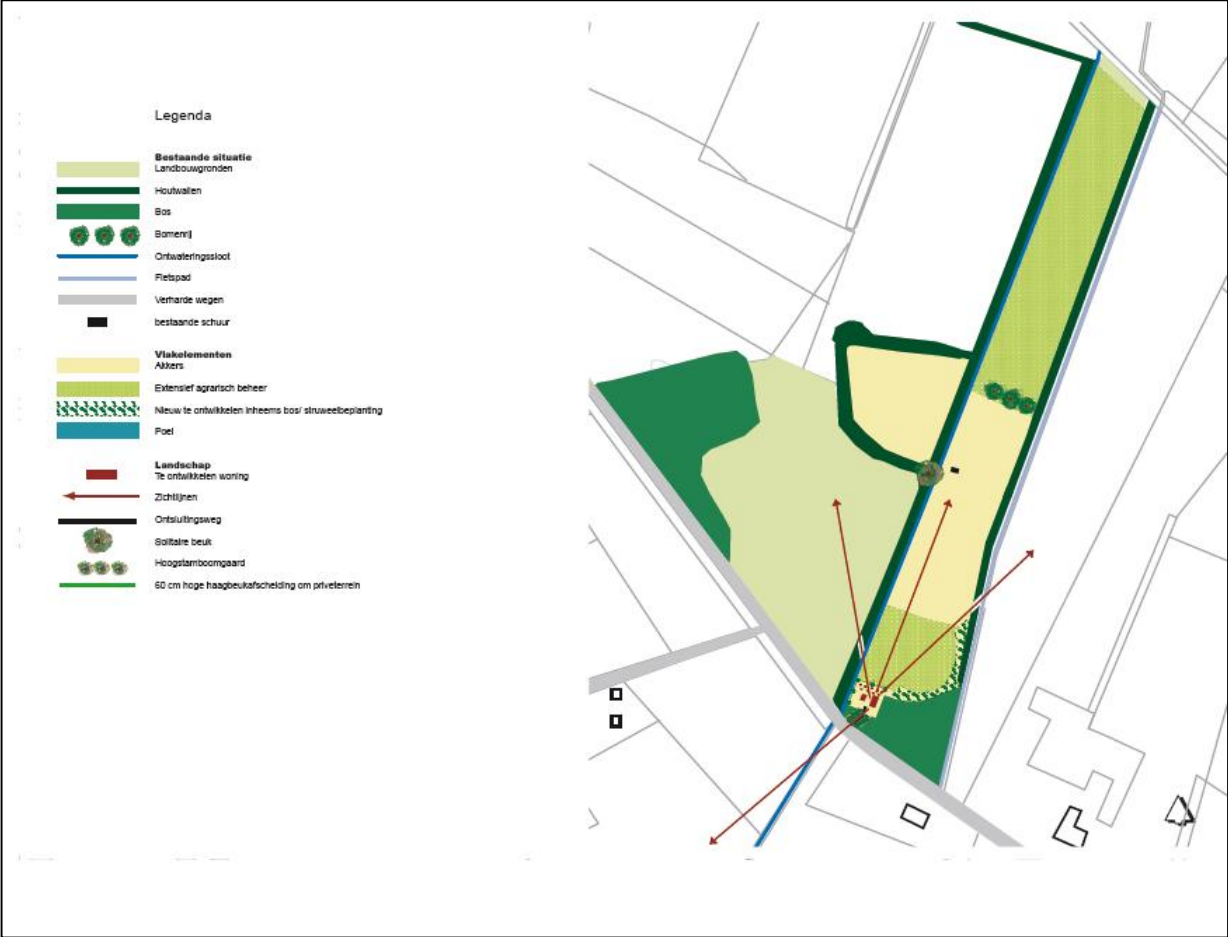 Legenda
Bestaande situatie
Landbouwgronden
Houtwallen
Bos
Bomenrij
Ontwateringssloot
Fietspad
Verharde wegen
bestaande schuur
Vlakelementen
Akkers
Extensief agrarisch beheer
Nieuw te ontwikkelen inheems bos/ struweelbeplanting
Poel
Landschap
Te ontwikkelen woning
Zichtlijnen
Ontsluitingsweg
Solitaire beuk
Hoogstamboomgaard
60 cm hoge haagbeukafscheiding om priveterrein